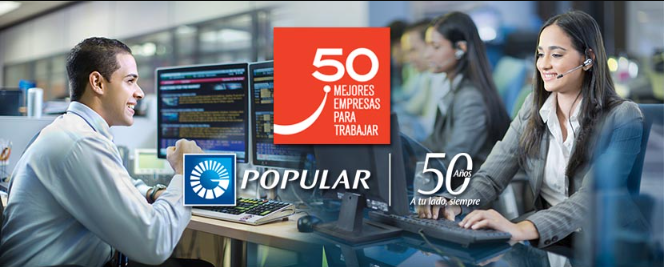 50
MEJORES
EMPRESAS
PARA
TRABAJAR
POPULAR
50 Años
A tu lado, siempre